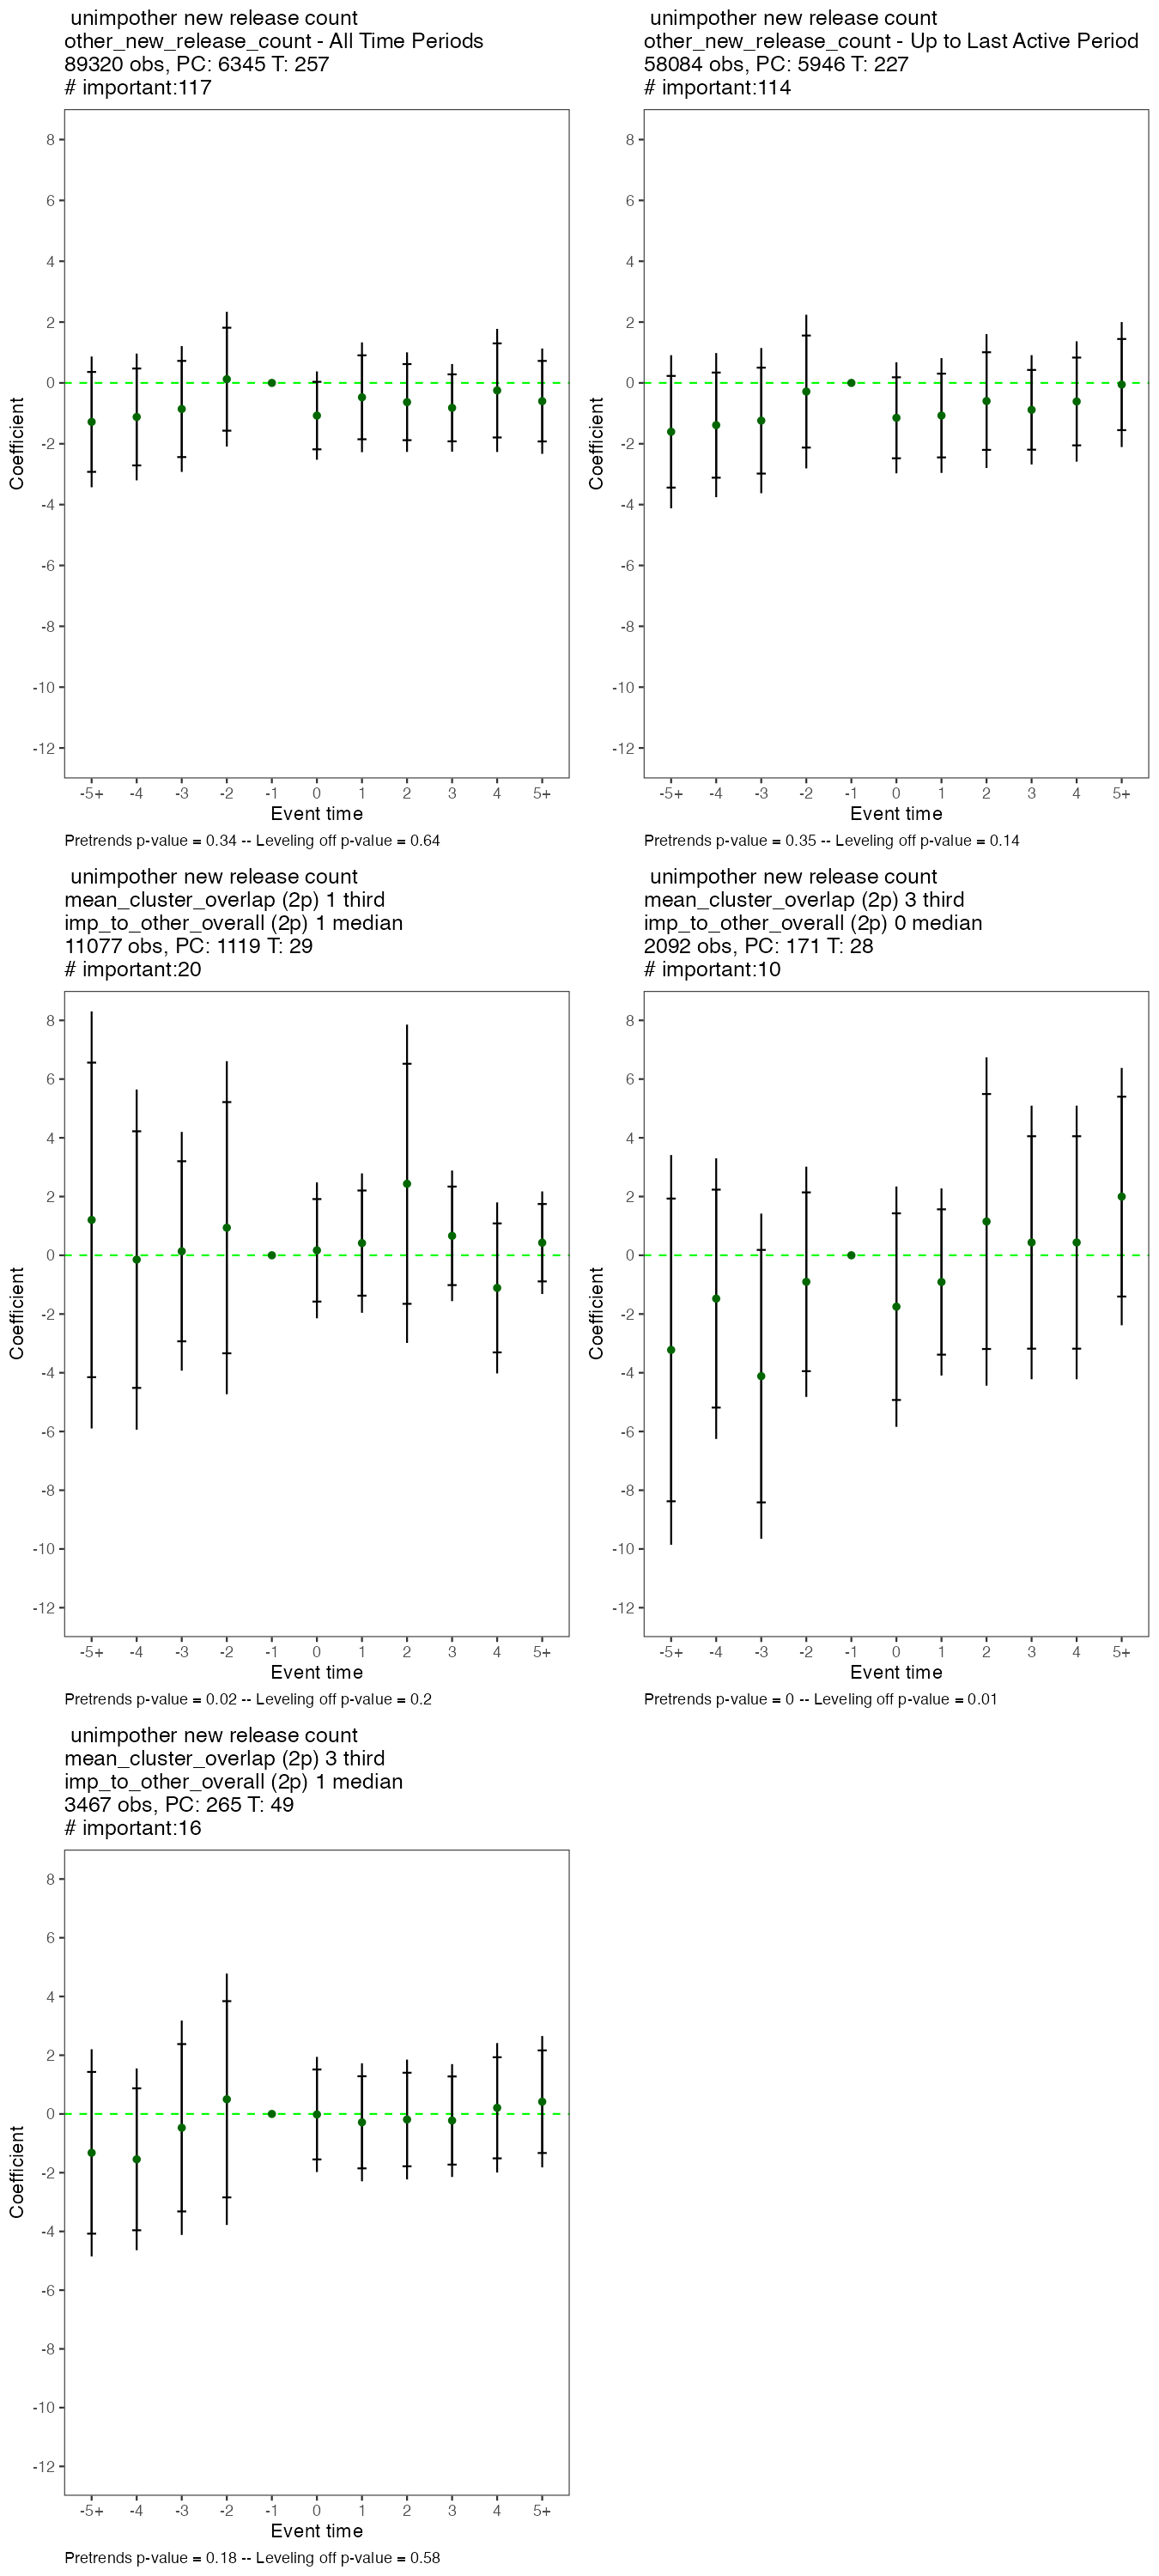 unimpother new release count
other_new_release_count - All Time Periods
89320 obs, PC: 6345 T: 257
# important:117
8
6
4
2
0
-2
-4
-6
-8
-10
-12
Coefficient
-5+ -4 -3 -2 -1 0 1 2 3 4 5+
Event time
Pretrends p-value = 0.34 -- Leveling off p-value = 0.64
unimpother new release count
other_new_release_count - Up to Last Active Period
58084 obs, PC: 5946 T: 227
# important:114
8
6
4
2
0
-2
-4
-6
-8
-10
-12
Coefficient
-5+ -4 -3 -2 -1 0 1 2 3 4 5+
Event time
Pretrends p-value = 0.35 -- Leveling off p-value = 0.14
unimpother new release count
mean_cluster_overlap (2p) 1 third
imp_to_other_overall (2p) 1 median
11077 obs, PC: 1119 T: 29
# important:20
8
6
4
2
0
-2
-4
-6
-8
-10
-12
Coefficient
-5+ -4 -3 -2 -1 0 1 2 3 4 5+
Event time
Pretrends p-value = 0.02 -- Leveling off p-value = 0.2
unimpother new release count
mean_cluster_overlap (2p) 3 third
imp_to_other_overall (2p) 0 median
2092 obs, PC: 171 T: 28
# important:10
8
6
4
2
0
-2
-4
-6
-8
-10
-12
Coefficient
-5+ -4 -3 -2 -1 0 1 2 3 4 5+
Event time
Pretrends p-value = 0 -- Leveling off p-value = 0.01
unimpother new release count
mean_cluster_overlap (2p) 3 third
imp_to_other_overall (2p) 1 median
3467 obs, PC: 265 T: 49
# important:16
8
6
4
2
0
-2
-4
-6
-8
-10
-12
Coefficient
-5+ -4 -3 -2 -1 0 1 2 3 4 5+
Event time
Pretrends p-value = 0.18 -- Leveling off p-value = 0.58